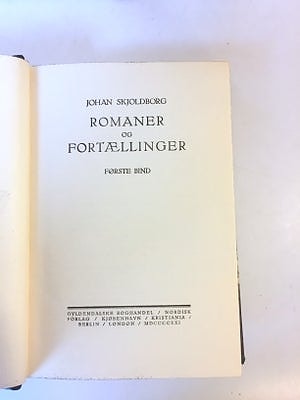 JOHAN SKJOLDBORG
ROMANER
OG
FORTÆLLINGER
FØRSTE BIND
GYLDENDALSKE BOGHANDEL / NORDISK
FORLAG / KJØBENHAVN / KRISTIANIA /
BERLIN / LONDON / MDCCCCXXI